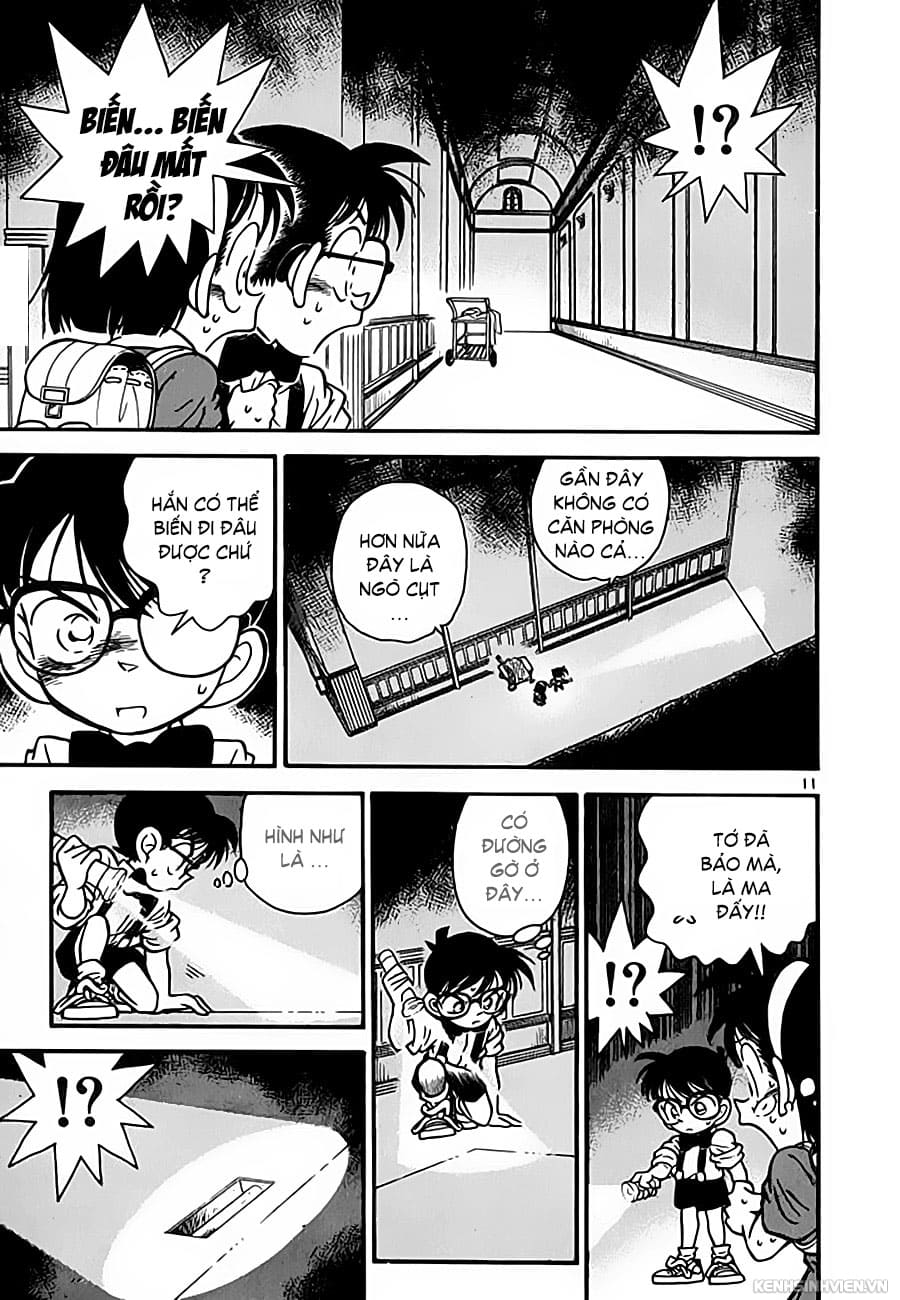 !?
BIẾN... BIẾN
ĐÂU MẤT
RỒI?
GẦN ĐÂY
KHÔNG CÓ
CĂN PHÒNG
NÀO CẢ...
HƠN NỮA
ĐÂY LÀ
NGÕ CỤT
...
HẮN CÓ THỂ
BIẾN ĐI ĐÂU
ĐƯỢC CHỨ
?
11
TỚ ĐÃ
BẢO MÀ,
LÀ MA
ĐẤY!!
!?
CÓ
ĐƯỜNG
GỜ Ở
ĐÂY...
HÌNH NHƯ
LÀ ...
!?
KENHSINHVIEN.VN